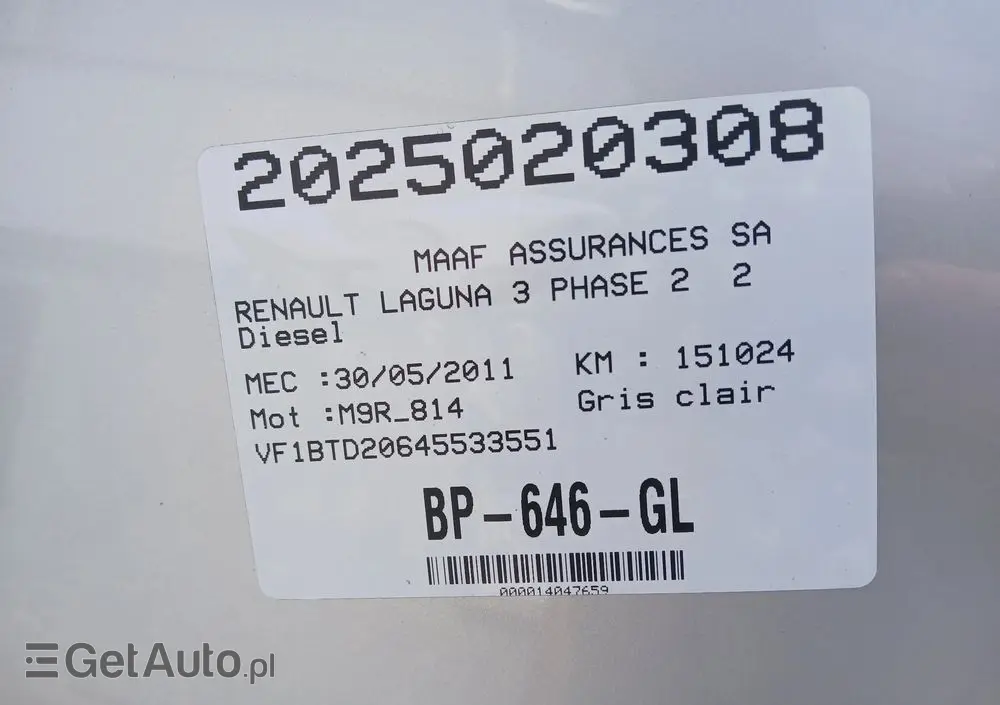 2025020308
MAAF ASSURANCES SA
RENAULT LAGUNA 3 PHASE 2 2
Diesel
MEC :30/05/2011 KM : 151024
Mot :M9R_814 Gris clair
VF1BTD20645533551
BP-646-GL
000014047659
GetAuto.pl